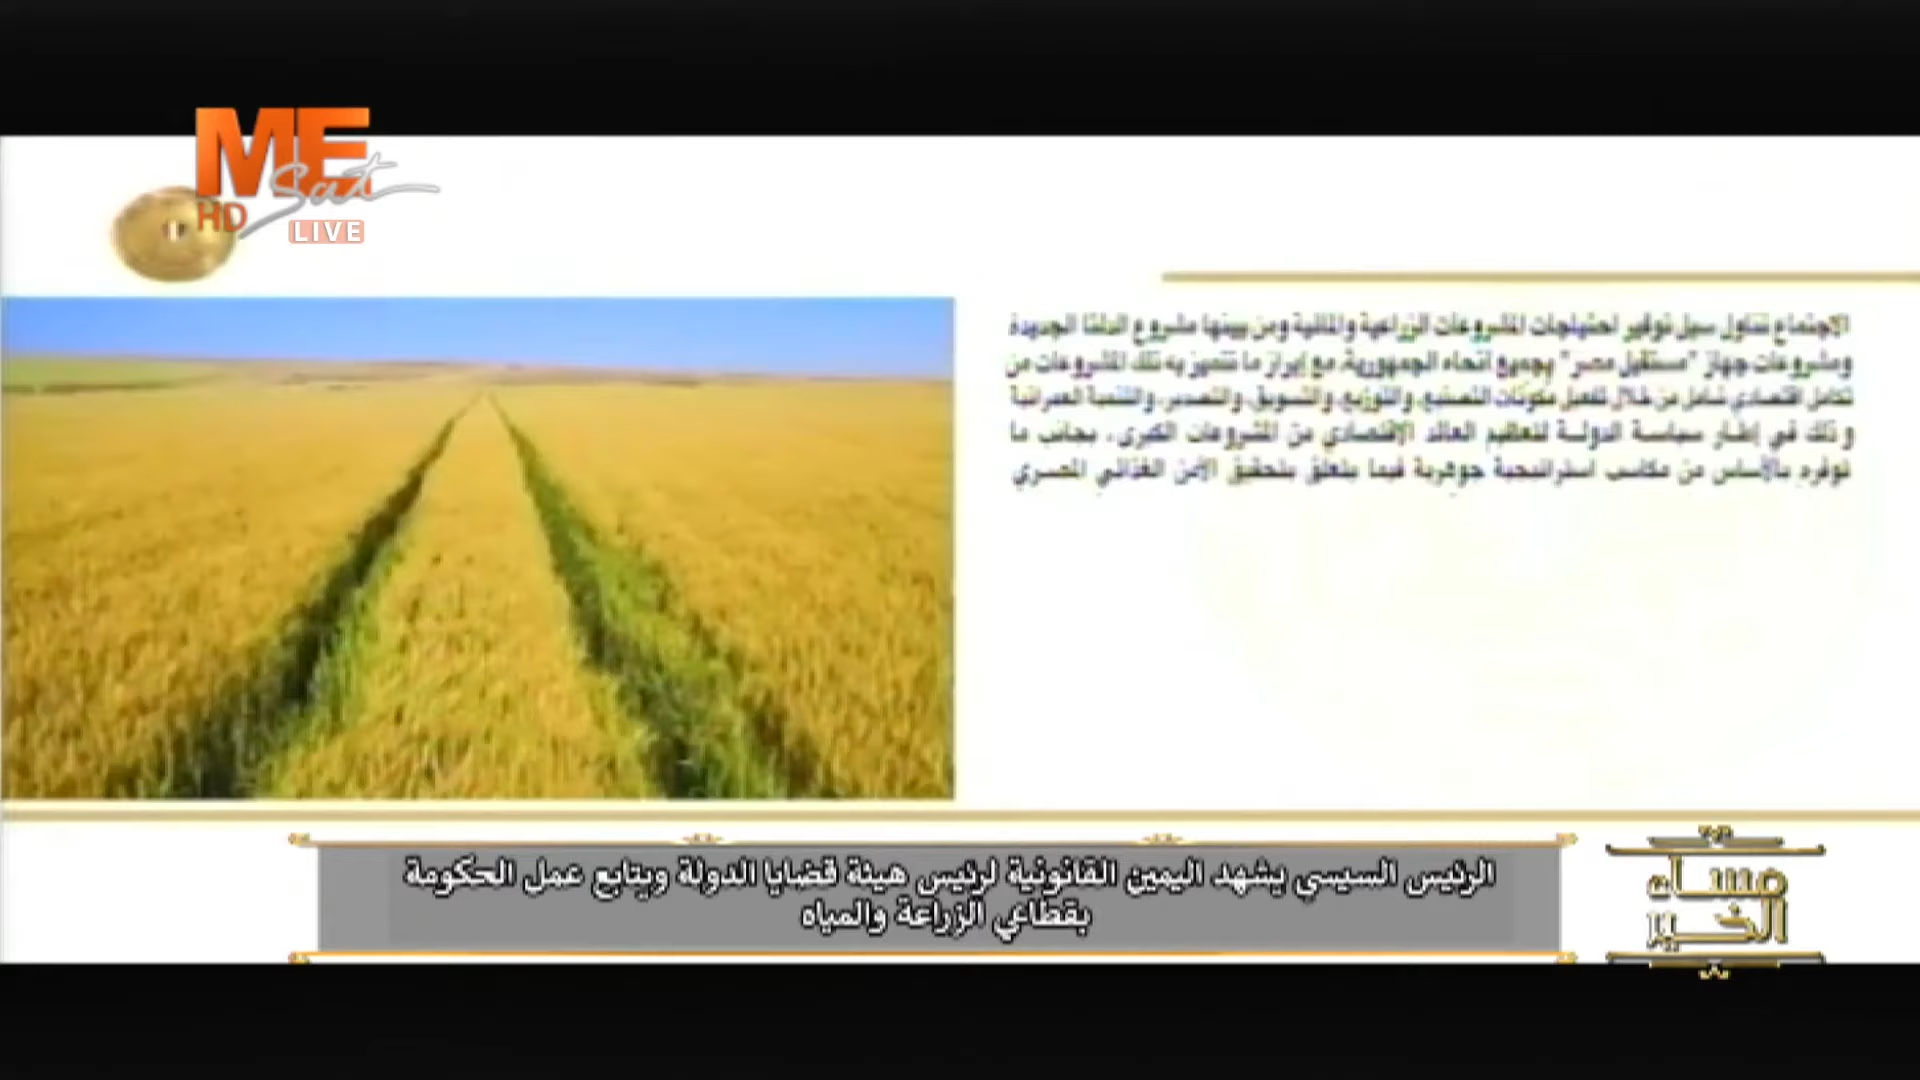 ME
Sat
HD
LIVE
الاجتماع تناول سبل توفير احتياجات المشروعات الزراعية والمائية ومن بينها مشروع الدلتا الجديدة
ومشروعات جهاز "مستقبل مصر" بجميع أنحاء الجمهورية، مع إبراز ما تتميز به تلك المشروعات من
تكامل اقتصادي شامل من خلال تفعيل مكونات التصنيع، والتوزيع، والتسويق، والتصدير، والتنمية العمرانية
وذلك في إطار سياسة الدولة لتعظيم العائد الاقتصادي من المشروعات الكبرى، بجانب ما
توفره بالأساس من مكاسب استراتيجية جوهرية فيما يتعلق بتحقيق الأمن الغذائي المصري
الرئيس السيسي يشهد اليمين القانونية لرئيس هيئة قضايا الدولة ويتابع عمل الحكومة
بقطاعي الزراعة والمياه
مساء
الخير